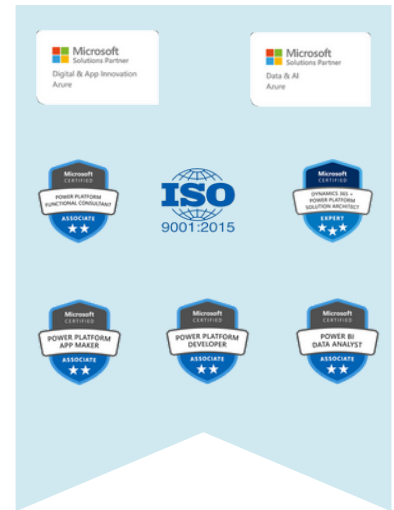 Microsoft
Solutions Partner
Digital & App Innovation
Azure
Microsoft
Solutions Partner
Data & AI
Azure
Microsoft
CERTIFIED
POWER PLATFORM
FUNCTIONAL CONSULTANT
ASSOCIATE
ISO
9001:2015
Microsoft
CERTIFIED
DYNAMICS 365 +
POWER PLATFORM
SOLUTION ARCHITECT
EXPERT
Microsoft
CERTIFIED
POWER PLATFORM
APP MAKER
ASSOCIATE
Microsoft
CERTIFIED
POWER PLATFORM
DEVELOPER
ASSOCIATE
Microsoft
CERTIFIED
POWER BI
DATA ANALYST
ASSOCIATE